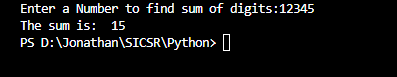 Enter a Number to find sum of digits:12345
The sum is:  15
PS D:\Jonathan\SICSR\Python>